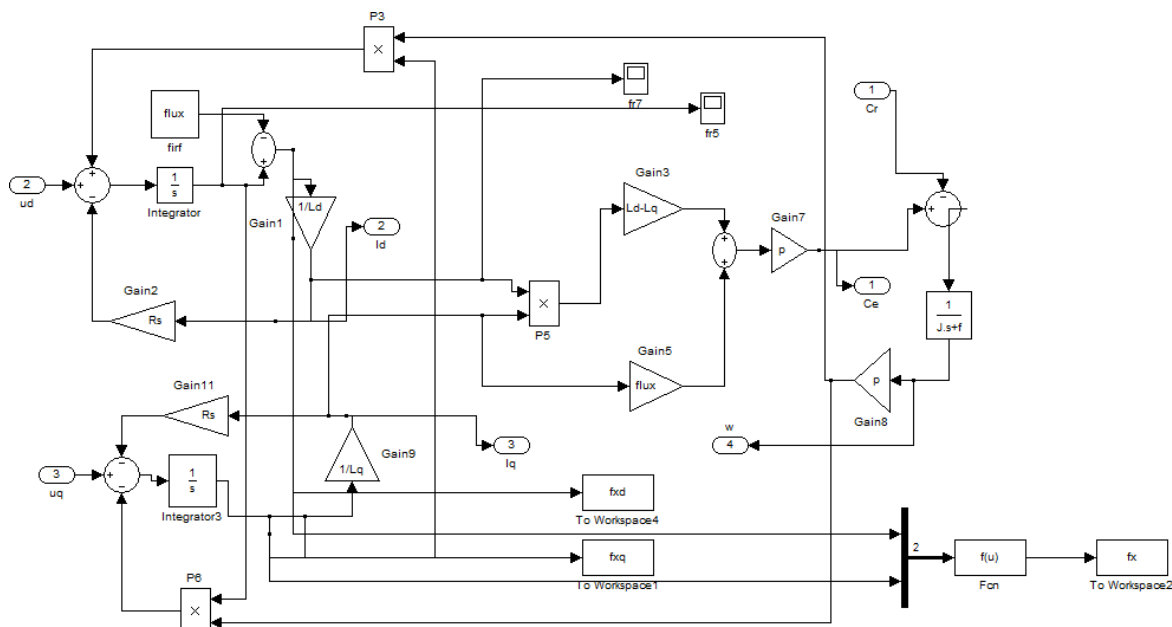 P3
×
flux
firf
fr7
fr5
1
Cr
2
ud
+
+
−
1
s
Integrator
−
+
1/Ld
Gain1
2
Id
Gain3
Ld-Lq
+
+
Gain7
p
−
+
1
Ce
1
J.s+f
Gain2
Rs
×
P5
Gain5
flux
p
Gain8
w
4
Gain11
Rs
3
Iq
1/Lq
Gain9
3
uq
−
+
−
1
s
Integrator3
fxd
To Workspace4
fxq
To Workspace1
2
f(u)
Fcn
fx
To Workspace2
P6
×